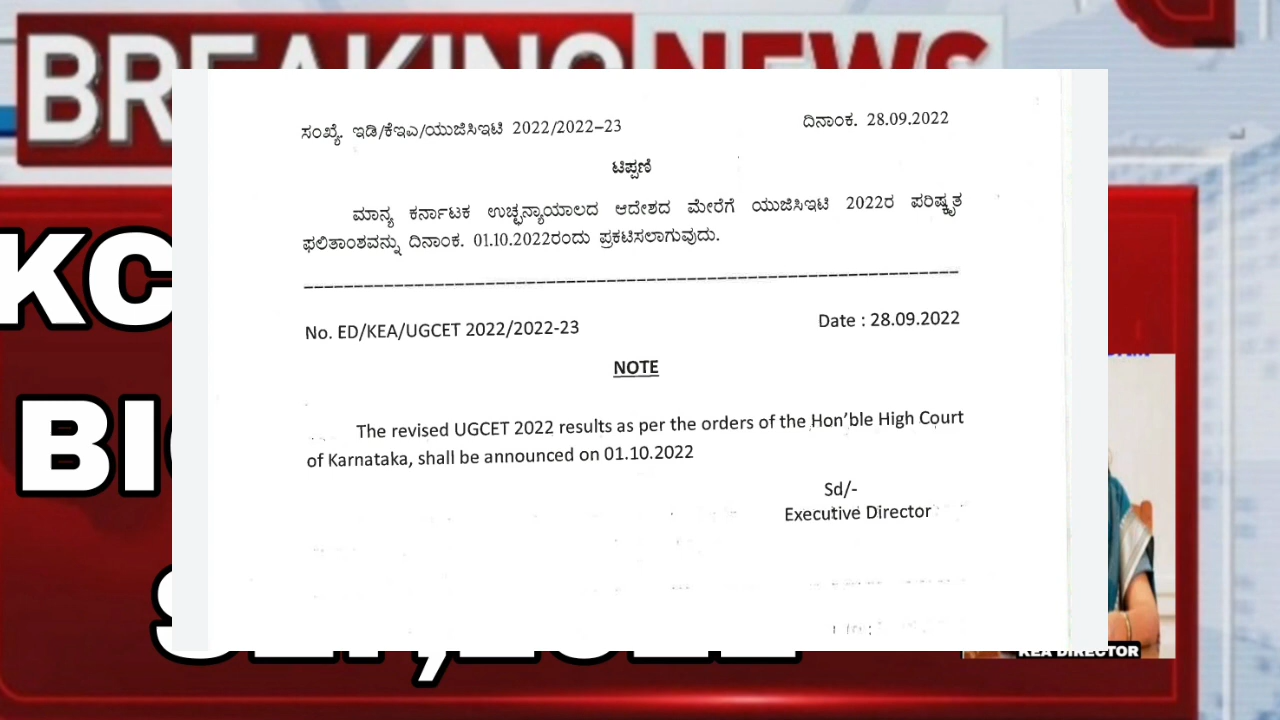 BREAKING NEWS
ಸಂಖ್ಯೆ. ಇಡಿ/ಕೆಇಎ/ಯುಜಿಸಿಇಟಿ 2022/2022–23 ದಿನಾಂಕ. 28.09.2022
ಟಿಪ್ಪಣಿ
ಮಾನ್ಯ ಕರ್ನಾಟಕ ಉಚ್ಛನ್ಯಾಯಾಲದ ಆದೇಶದ ಮೇರೆಗೆ ಯುಜಿಸಿಇಟಿ 2022ರ ಪರಿಷ್ಕೃತ
ಫಲಿತಾಂಶವನ್ನು ದಿನಾಂಕ. 01.10.2022ರಂದು ಪ್ರಕಟಿಸಲಾಗುವುದು.
No. ED/KEA/UGCET 2022/2022-23 Date : 28.09.2022
NOTE
The revised UGCET 2022 results as per the orders of the Hon’ble High Court
of Karnataka, shall be announced on 01.10.2022
Sd/-
Executive Director
KEA DIRECTOR